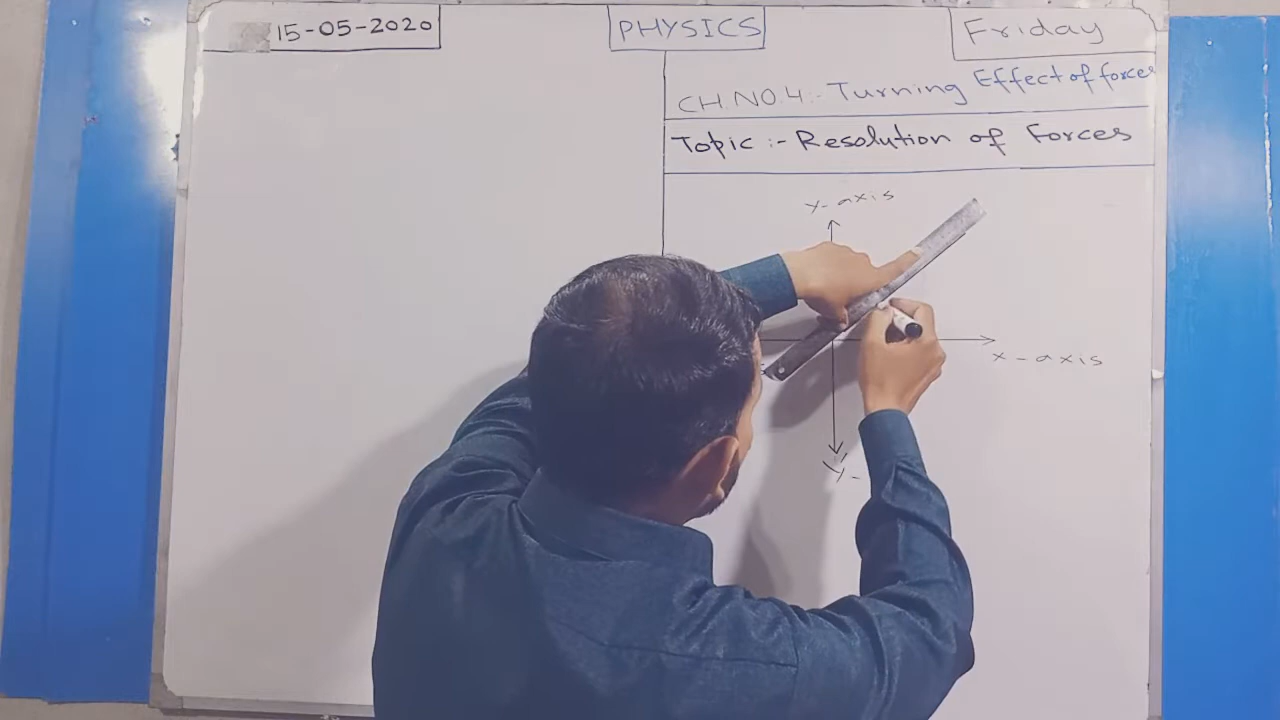 15-05-2020
PHYSICS
Friday
CH. NO.4:- Turning Effect of forces
Topic :- Resolution of Forces
y-axis
x-axis
y'-